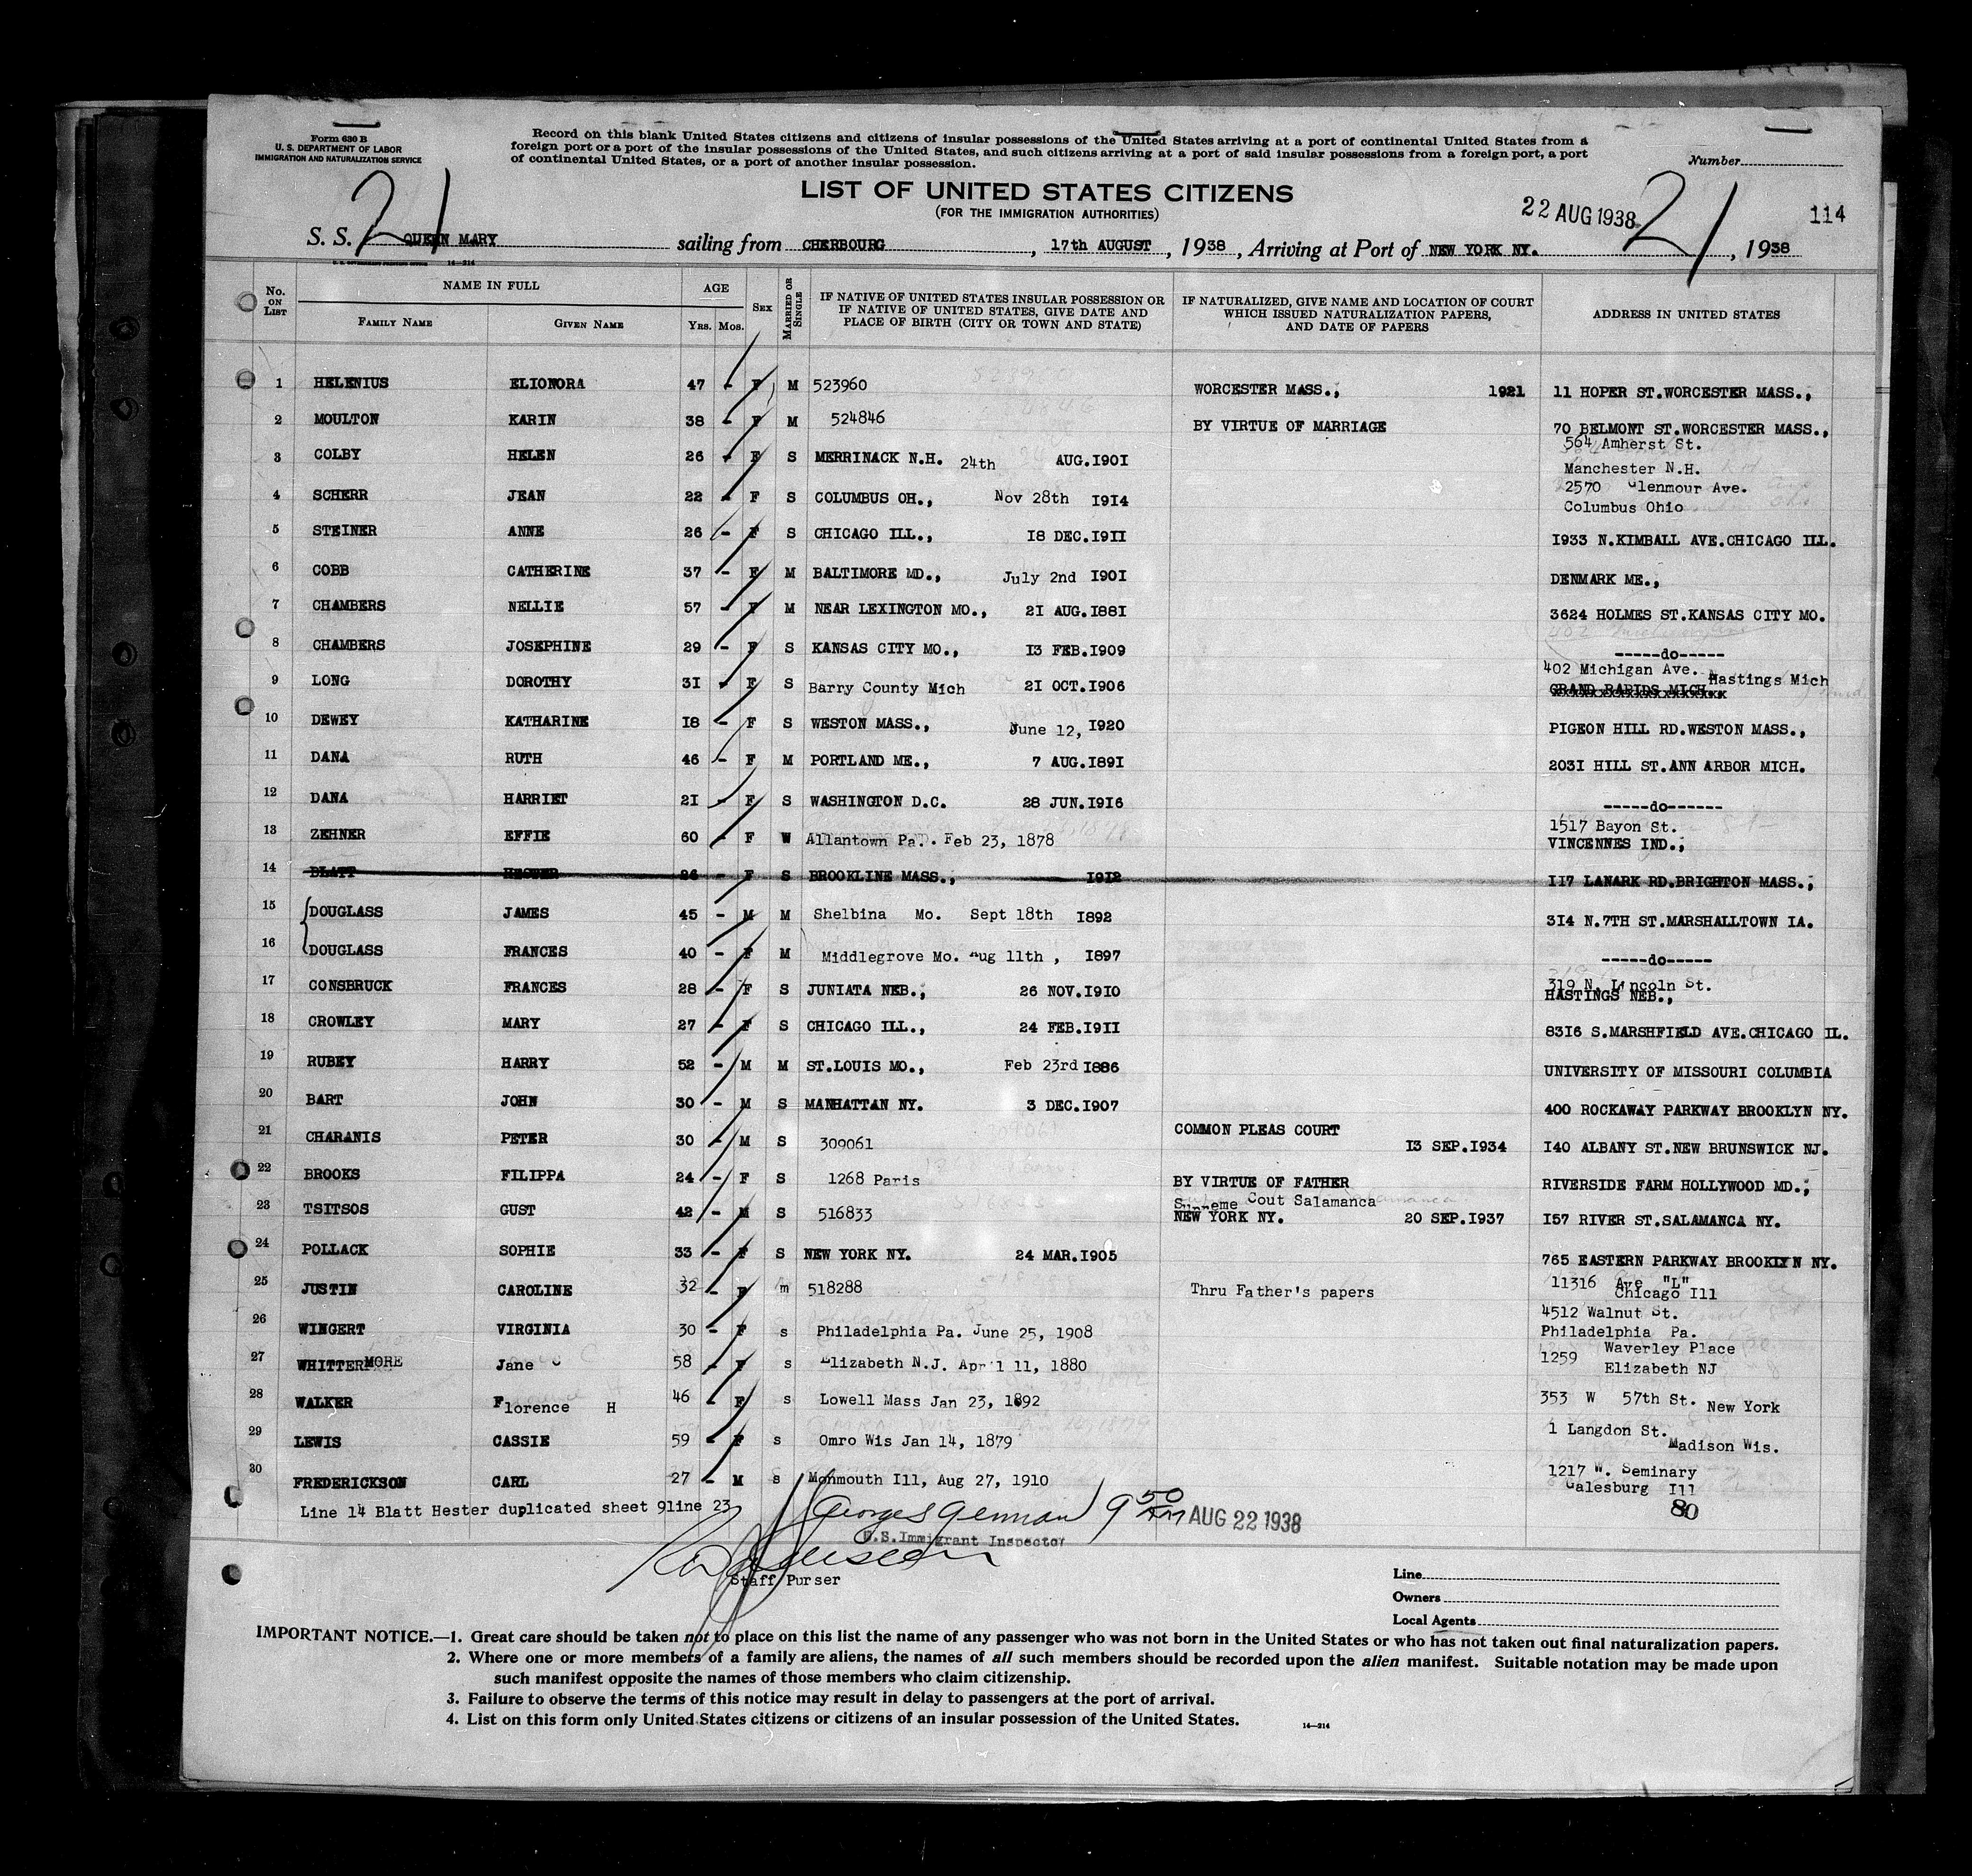 Form 630 B
U. S. DEPARTMENT OF LABOR
IMMIGRATION AND NATURALIZATION SERVICE
Record on this blank United States citizens and citizens of insular possessions of the United States arriving at a port of continental United States from a
foreign port or a port of the insular possessions of the United States, and such citizens arriving at a port of said insular possessions from a foreign port, a port
of continental United States, or a port of another insular possession.
Number
LIST OF UNITED STATES CITIZENS
(FOR THE IMMIGRATION AUTHORITIES)
21
22 AUG 1938
21
114
S. S. QUEEN MARY sailing from CHERBOURG, 17th AUGUST, 1938, Arriving at Port of NEW YORK NY., 1938
U. S. GOVERNMENT PRINTING OFFICE 14—214
No. ON LIST
NAME IN FULL
FAMILY NAME
GIVEN NAME
AGE
YRS. MOS.
SEX
MARRIED OR SINGLE
IF NATIVE OF UNITED STATES INSULAR POSSESSION OR
IF NATIVE OF UNITED STATES, GIVE DATE AND
PLACE OF BIRTH (CITY OR TOWN AND STATE)
IF NATURALIZED, GIVE NAME AND LOCATION OF COURT
WHICH ISSUED NATURALIZATION PAPERS,
AND DATE OF PAPERS
ADDRESS IN UNITED STATES
1 HELENIUS ELIONORA 47 - F M 523960 WORCESTER MASS., 1921 11 HOPER ST.WORCESTER MASS.,
2 MOULTON KARIN 38 - F M 524846 BY VIRTUE OF MARRIAGE 70 BELMONT ST.WORCESTER MASS.,
3 COLBY HELEN 26 - F S MERRINACK N.H. 24th AUG.1901 564 Amherst St.
Manchester N.H.
4 SCHERR JEAN 22 - F S COLUMBUS OH., Nov 28th 1914 2570 Glenmour Ave.
Columbus Ohio
5 STEINER ANNE 26 - F S CHICAGO ILL., 18 DEC.1911 1933 N.KIMBALL AVE.CHICAGO ILL.
6 COBB CATHERINE 37 - F M BALTIMORE MD., July 2nd 1901 DENMARK ME.,
7 CHAMBERS NELLIE 57 - F M NEAR LEXINGTON MO., 21 AUG.1881 3624 HOLMES ST.KANSAS CITY MO.
8 CHAMBERS JOSEPHINE 29 - F S KANSAS CITY MO., 13 FEB.1909 -----do-----
9 LONG DOROTHY 31 - F S Barry County Mich 21 OCT.1906 402 Michigan Ave. Hastings Mich
GRAND RAPIDS MICH.,
10 DEWEY KATHARINE 18 - F S WESTON MASS., June 12, 1920 PIGEON HILL RD.WESTON MASS.,
11 DANA RUTH 46 - F M PORTLAND ME., 7 AUG.1891 2031 HILL ST.ANN ARBOR MICH.
12 DANA HARRIET 21 - F S WASHINGTON D.C. 28 JUN.1916 -----do------
13 ZEHNER EFFIE 60 - F W Allantown Pa.. Feb 23, 1878 1517 Bayon St.
VINCENNES IND.,
14 BLATT HESTER 26 - F S BROOKLINE MASS., 1912 117 LANARK RD.BRIGHTON MASS.,
15 DOUGLASS JAMES 45 - M M Shelbina Mo. Sept 18th 1892 314 N.7TH ST.MARSHALLTOWN IA.
16 DOUGLASS FRANCES 40 - F M Middlegrove Mo. Aug 11th , 1897 -----do-----
17 CONSBRUCK FRANCES 28 - F S JUNIATA NEB., 26 NOV.1910 319 N. Lincoln St.
HASTINGS NEB.,
18 CROWLEY MARY 27 - F S CHICAGO ILL., 24 FEB.1911 8316 S.MARSHFIELD AVE.CHICAGO IL.
19 RUBEY HARRY 52 - M M ST.LOUIS MO., Feb 23rd 1886 UNIVERSITY OF MISSOURI COLUMBIA
20 BART JOHN 30 - M S MANHATTAN NY. 3 DEC.1907 400 ROCKAWAY PARKWAY BROOKLYN NY.
21 CHARANIS PETER 30 - M S 309061 COMMON PLEAS COURT 13 SEP.1934 140 ALBANY ST.NEW BRUNSWICK NJ.
22 BROOKS FILIPPA 24 - F S 1268 Paris BY VIRTUE OF FATHER RIVERSIDE FARM HOLLYWOOD MD.,
23 TSITSOS GUST 42 - M S 516833 Supreme Cout Salamanca
NEW YORK NY. 20 SEP.1937 157 RIVER ST.SALAMANCA NY.
24 POLLACK SOPHIE 33 - F S NEW YORK NY. 24 MAR.1905 765 EASTERN PARKWAY BROOKLYN NY.
25 JUSTIN CAROLINE 32 - F m 518288 Thru Father's papers 11316 Ave "L"
Chicago Ill
26 WINGERT VIRGINIA 30 - F s Philadelphia Pa. June 25, 1908 4512 Walnut St.
Philadelphia Pa.
27 WHITTERMORE Jane C 58 - F s Elizabeth N.J. April 11, 1880 1259 Waverley Place
Elizabeth NJ
28 WALKER Florence H 46 - F s Lowell Mass Jan 23, 1892 353 W 57th St. New York
29 LEWIS CASSIE 59 - F s Omro Wis Jan 14, 1879 1 Langdon St.
Madison Wis.
30 FREDERICKSON CARL 27 - M s Monmouth Ill, Aug 27, 1910 1217 W. Seminary
Galesburg Ill
Line 14 Blatt Hester duplicated sheet 9line 23
9 50 AM AUG 22 1938
80
U.S.Immigrant Inspector
Staff Purser
Line
Owners
Local Agents
IMPORTANT NOTICE.—1. Great care should be taken not to place on this list the name of any passenger who was not born in the United States or who has not taken out final naturalization papers.
2. Where one or more members of a family are aliens, the names of all such members should be recorded upon the alien manifest. Suitable notation may be made upon
such manifest opposite the names of those members who claim citizenship.
3. Failure to observe the terms of this notice may result in delay to passengers at the port of arrival.
4. List on this form only United States citizens or citizens of an insular possession of the United States.
14—214